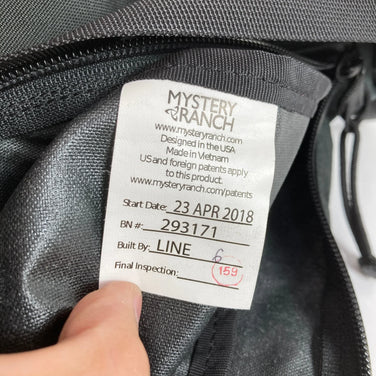 MYSTERY
RANCH
www.mysteryranch.com
Designed in the USA
Made in Vietnam
US and foreign patents apply
to this product.
www.mysteryranch.com/patents
Start Date: 23 APR 2018
BN#: 293171
Built By: LINE 6
Final Inspection: 159